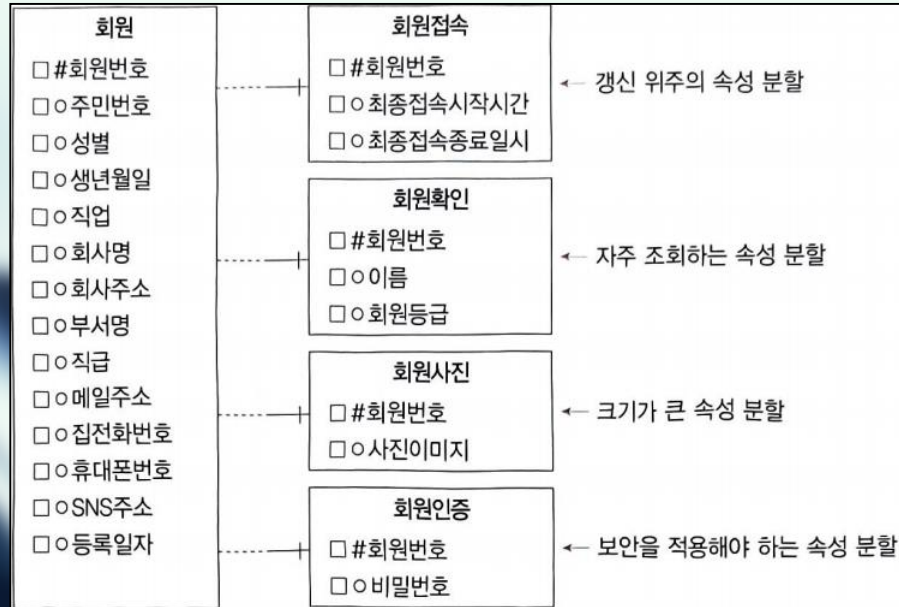 회원
□ #회원번호
□ ○주민번호
□ ○성별
□ ○생년월일
□ ○직업
□ ○회사명
□ ○회사주소
□ ○부서명
□ ○직급
□ ○메일주소
□ ○집전화번호
□ ○휴대폰번호
□ ○SNS주소
□ ○등록일자
회원접속
□ #회원번호
□ ○최종접속시작시간
□ ○최종접속종료일시
← 갱신 위주의 속성 분할
회원확인
□ #회원번호
□ ○이름
□ ○회원등급
← 자주 조회하는 속성 분할
회원사진
□ #회원번호
□ ○사진이미지
← 크기가 큰 속성 분할
회원인증
□ #회원번호
□ ○비밀번호
← 보안을 적용해야 하는 속성 분할